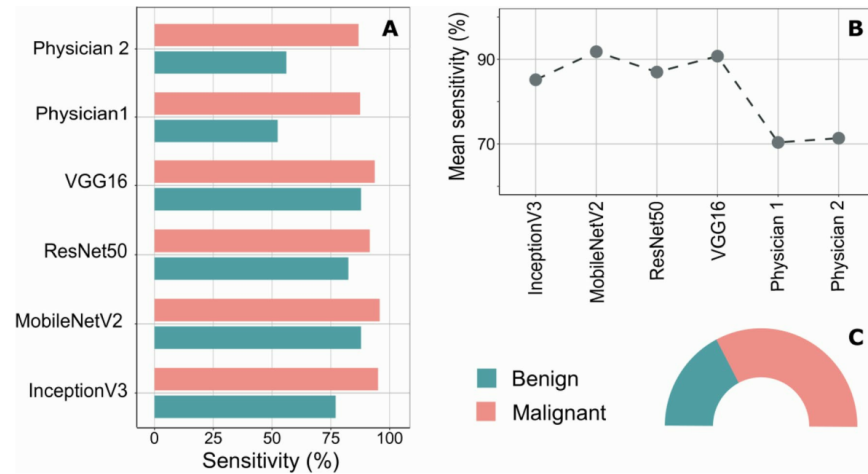 A
Physician 2
Physician1
VGG16
ResNet50
MobileNetV2
InceptionV3
0 25 50 75 100
Sensitivity (%)
B
Mean sensitivity (%)
90
70
InceptionV3
MobileNetV2
ResNet50
VGG16
Physician 1
Physician 2
C
Benign
Malignant